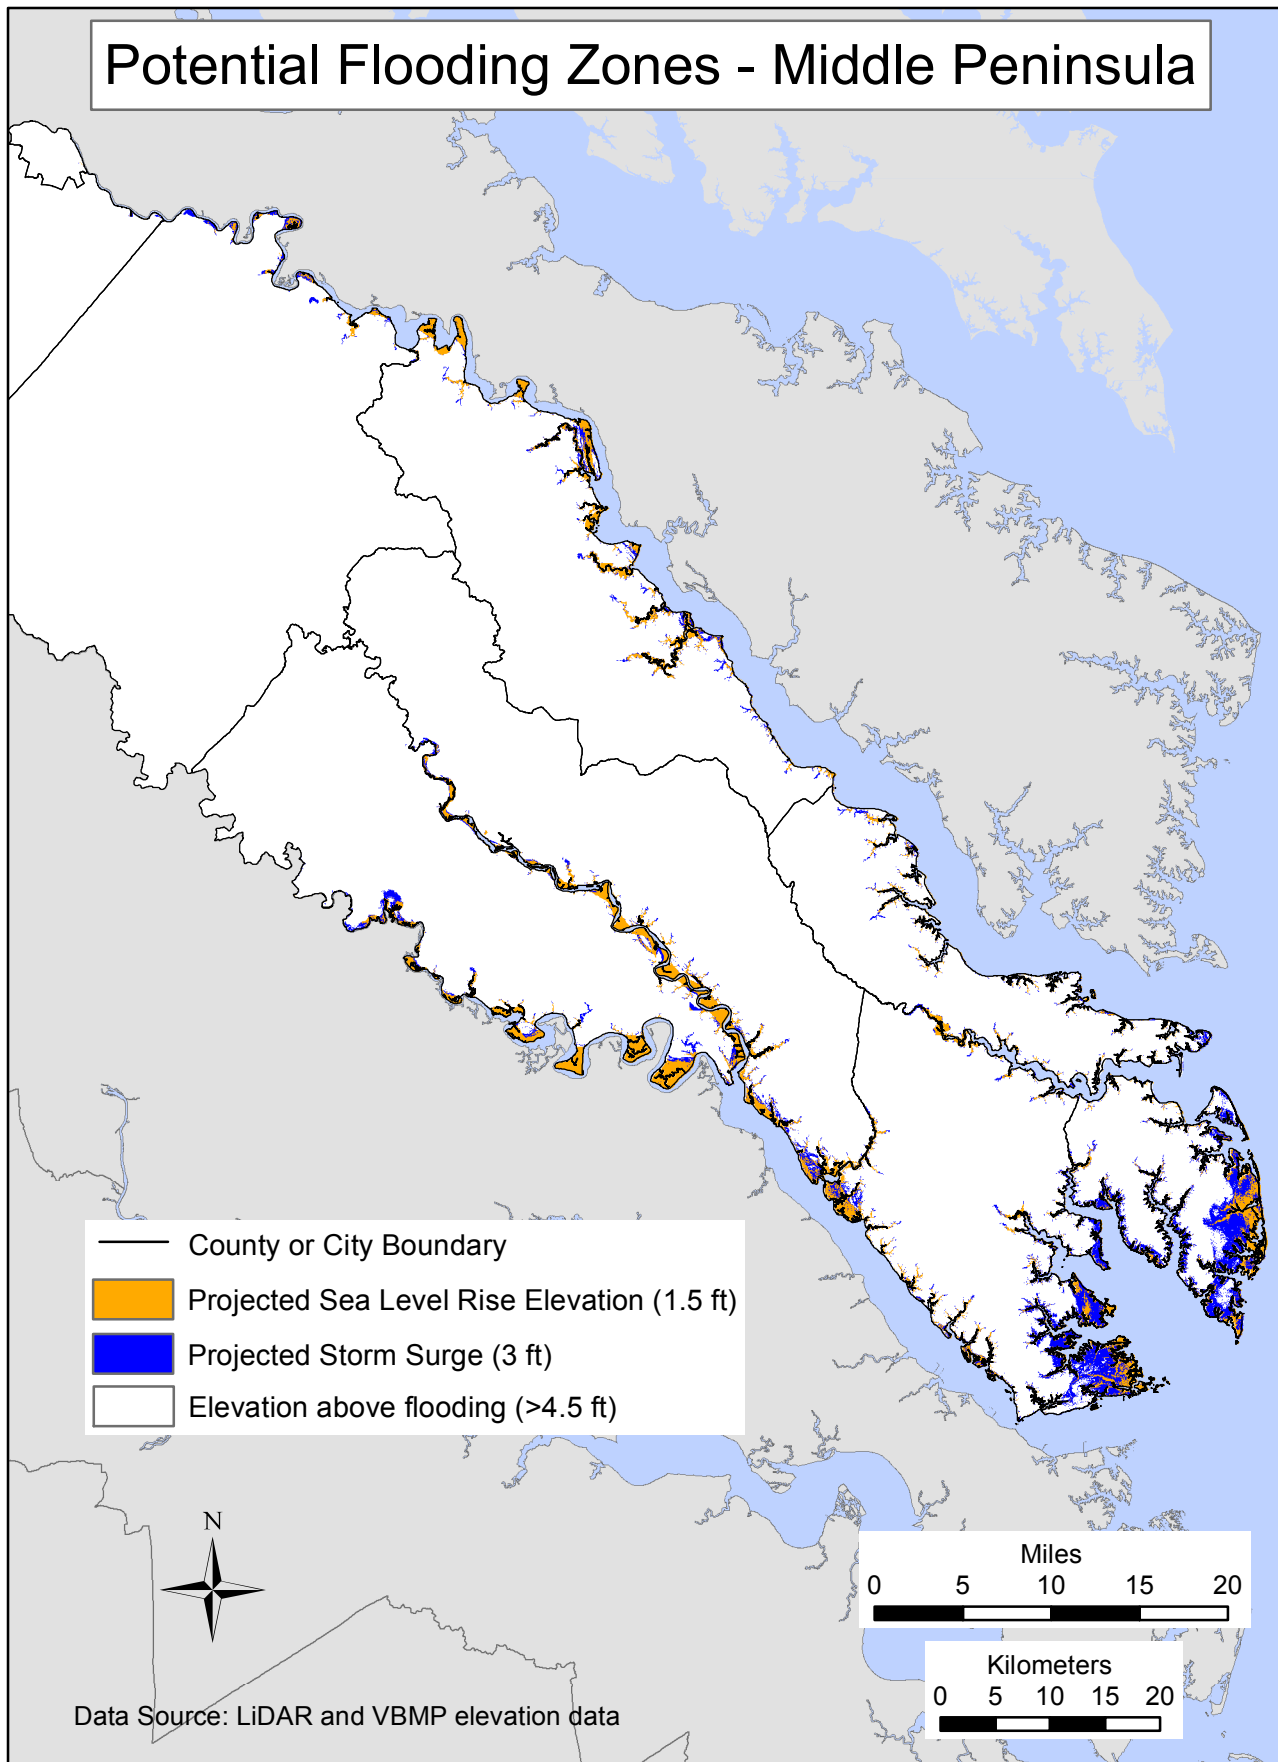 Potential Flooding Zones - Middle Peninsula
County or City Boundary
Projected Sea Level Rise Elevation (1.5 ft)
Projected Storm Surge (3 ft)
Elevation above flooding (>4.5 ft)
N
Miles
0 5 10 15 20
Kilometers
0 5 10 15 20
Data Source: LiDAR and VBMP elevation data